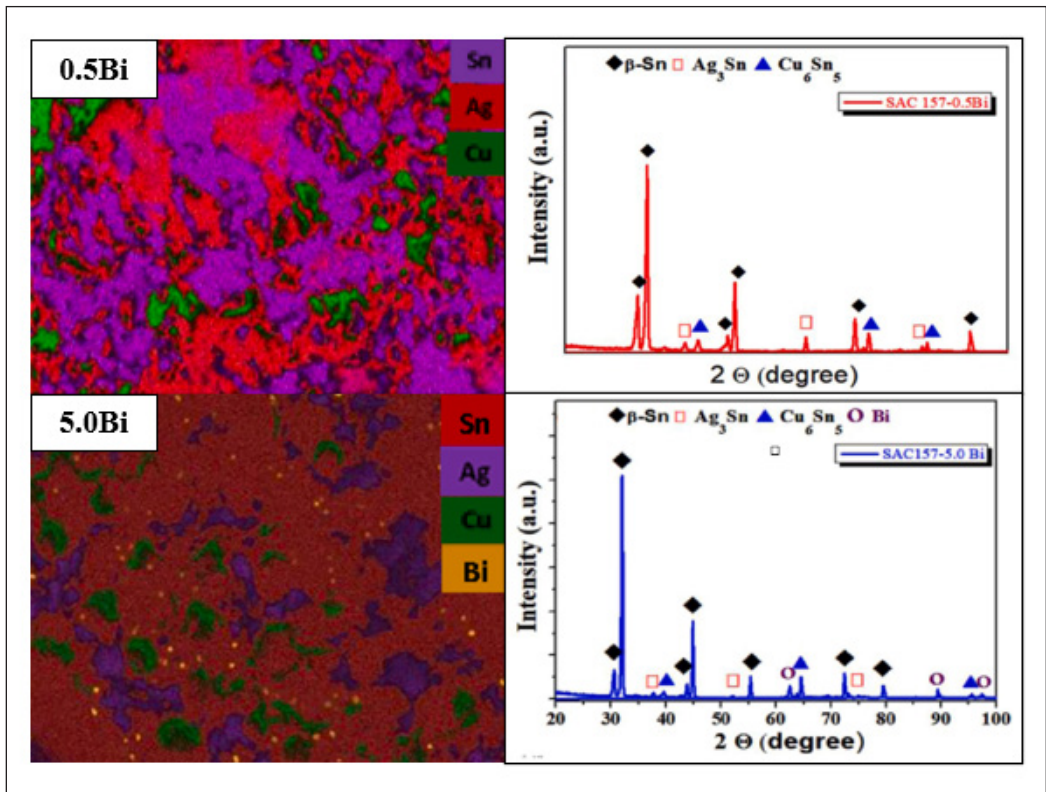 0.5Bi
Sn
Ag
Cu
β-Sn Ag3Sn Cu6Sn5
SAC 157-0.5Bi
Intensity (a.u.)
2 Θ (degree)
5.0Bi
Sn
Ag
Cu
Bi
β-Sn Ag3Sn Cu6Sn5 Bi
SAC157-5.0 Bi
Intensity (a.u.)
20 30 40 50 60 70 80 90 100
2 Θ (degree)